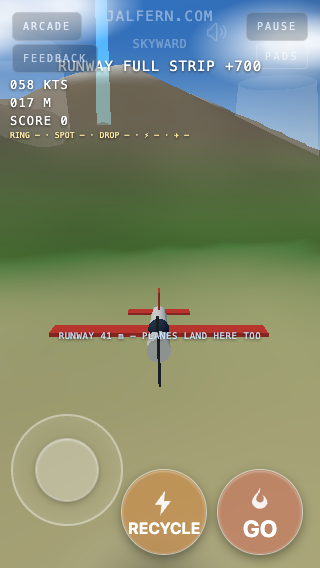 ARCADE
JALFERN.COM
PAUSE
SKYWARD
FEEDBACK
PADS
RUNWAY FULL STRIP +700
058 KTS
017 M
SCORE 0
RING — · SPOT — · DROP — · ⚡ — · ✈ —
RUNWAY 41 m — PLANES LAND HERE TOO
RECYCLE
GO